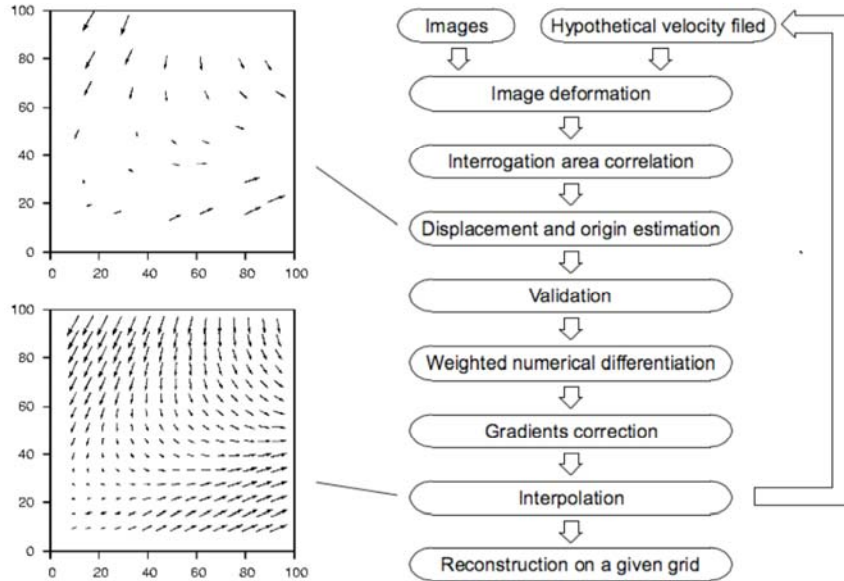 100
80
60
40
20
0
0 20 40 60 80 100
100
80
60
40
20
0
0 20 40 60 80 100
Images
Hypothetical velocity filed
Image deformation
Interrogation area correlation
Displacement and origin estimation
Validation
Weighted numerical differentiation
Gradients correction
Interpolation
Reconstruction on a given grid